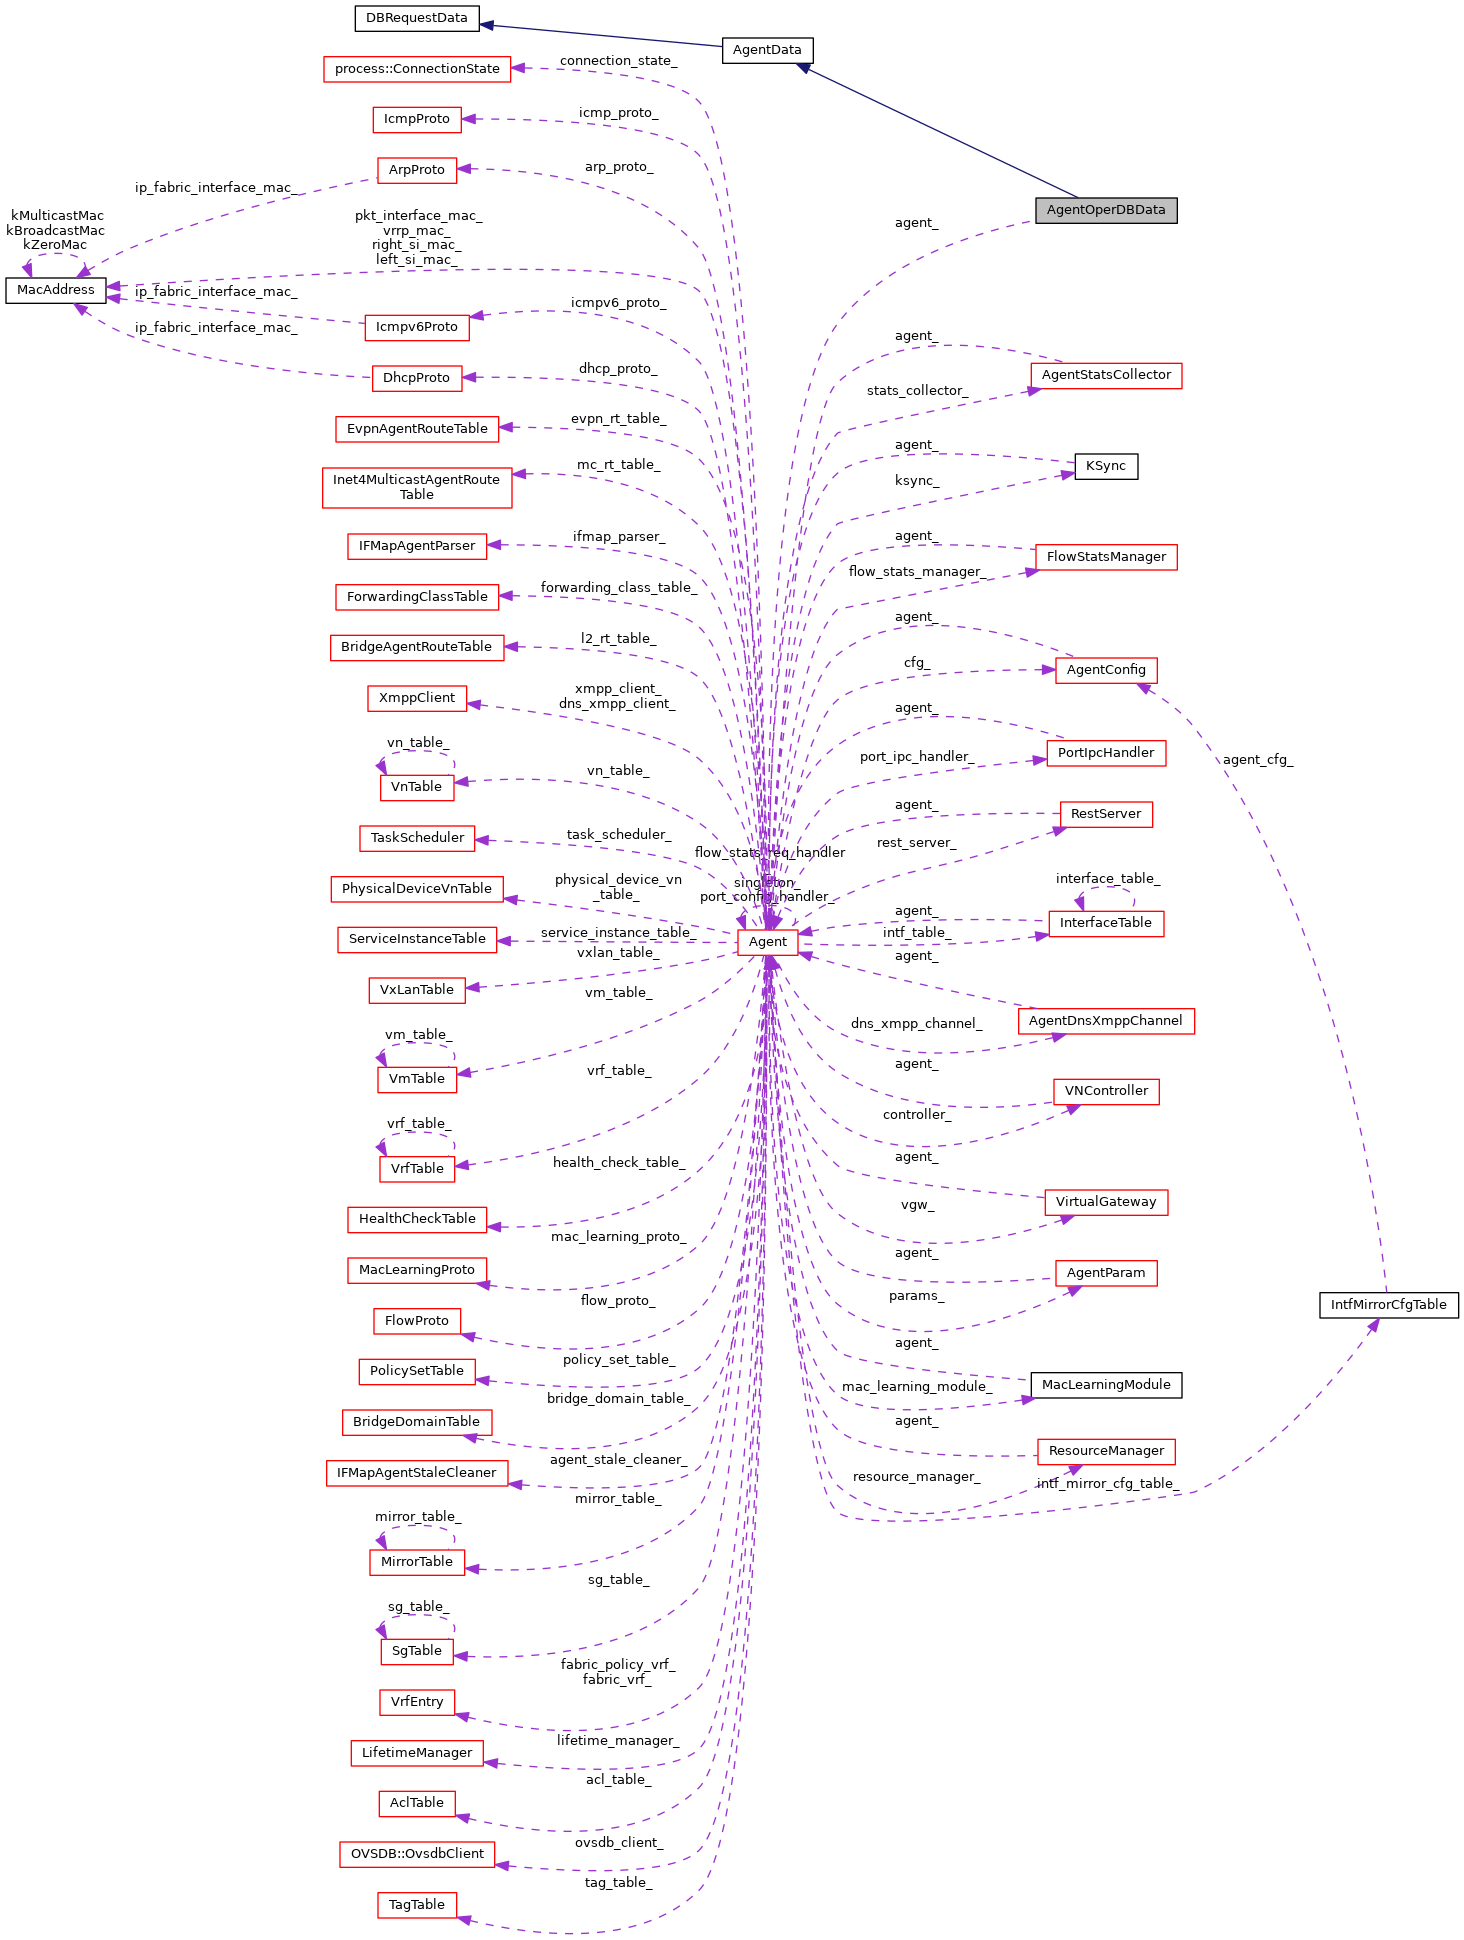 DBRequestData
AgentData
connection_state_
process::ConnectionState
icmp_proto_
IcmpProto
arp_proto_
ArpProto
ip_fabric_interface_mac_
AgentOperDBData
kMulticastMac
kBroadcastMac
kZeroMac
pkt_interface_mac_
vrrp_mac_
right_si_mac_
left_si_mac_
agent_
MacAddress
ip_fabric_interface_mac_
icmpv6_proto_
Icmpv6Proto
ip_fabric_interface_mac_
agent_
dhcp_proto_
DhcpProto
AgentStatsCollector
stats_collector_
evpn_rt_table_
EvpnAgentRouteTable
agent_
mc_rt_table_
KSync
Inet4MulticastAgentRoute
Table
ksync_
ifmap_parser_
IFMapAgentParser
agent_
FlowStatsManager
flow_stats_manager_
forwarding_class_table_
ForwardingClassTable
agent_
l2_rt_table_
BridgeAgentRouteTable
cfg_
AgentConfig
xmpp_client_
dns_xmpp_client_
XmppClient
agent_
vn_table_
PortIpcHandler
port_ipc_handler_
agent_cfg_
vn_table_
VnTable
agent_
RestServer
task_scheduler_
TaskScheduler
rest_server_
flow_stats_req_handler
_
singleton_
port_config_handler_
physical_device_vn
_table_
PhysicalDeviceVnTable
interface_table_
agent_
InterfaceTable
intf_table_
service_instance_table_
ServiceInstanceTable
Agent
vxlan_table_
agent_
VxLanTable
vm_table_
AgentDnsXmppChannel
dns_xmpp_channel_
vm_table_
VmTable
agent_
vrf_table_
VNController
controller_
vrf_table_
VrfTable
agent_
health_check_table_
VirtualGateway
vgw_
HealthCheckTable
mac_learning_proto_
agent_
MacLearningProto
AgentParam
params_
flow_proto_
FlowProto
IntfMirrorCfgTable
agent_
policy_set_table_
PolicySetTable
MacLearningModule
mac_learning_module_
bridge_domain_table_
BridgeDomainTable
agent_
ResourceManager
agent_stale_cleaner_
IFMapAgentStaleCleaner
resource_manager_
intf_mirror_cfg_table_
mirror_table_
mirror_table_
MirrorTable
sg_table_
sg_table_
SgTable
fabric_policy_vrf_
fabric_vrf_
VrfEntry
lifetime_manager_
LifetimeManager
acl_table_
AclTable
ovsdb_client_
OVSDB::OvsdbClient
tag_table_
TagTable